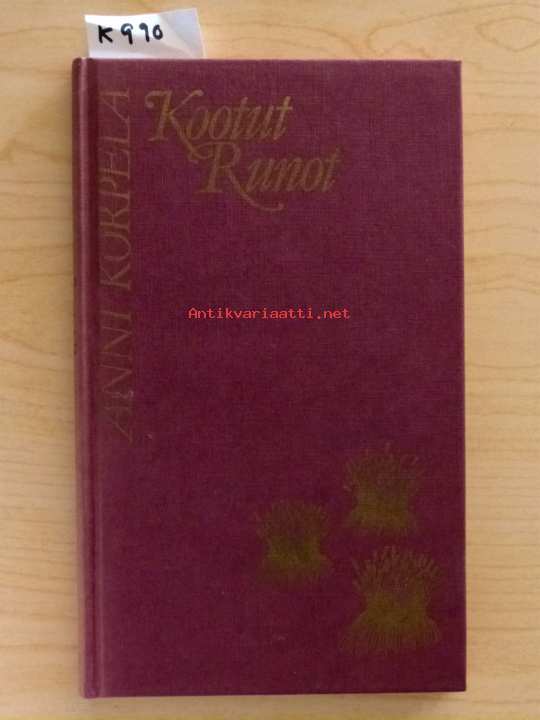 K990
Kootut
Runot
ANNI KORPELA
Antikvariaatti.net